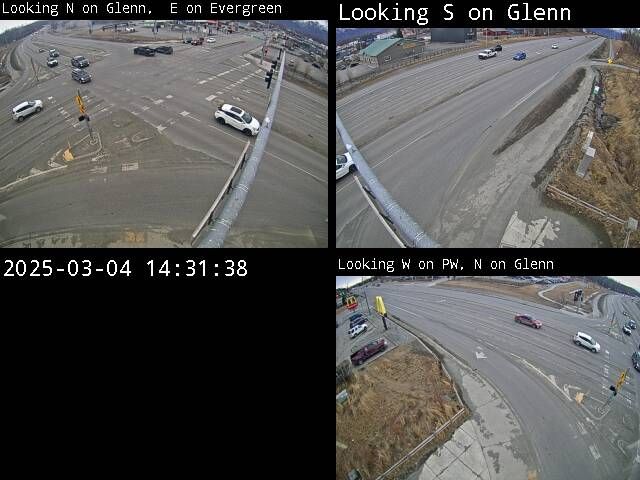 Looking N on Glenn, E on Evergreen
Looking S on Glenn
2025-03-04 14:31:38
Looking W on PW, N on Glenn